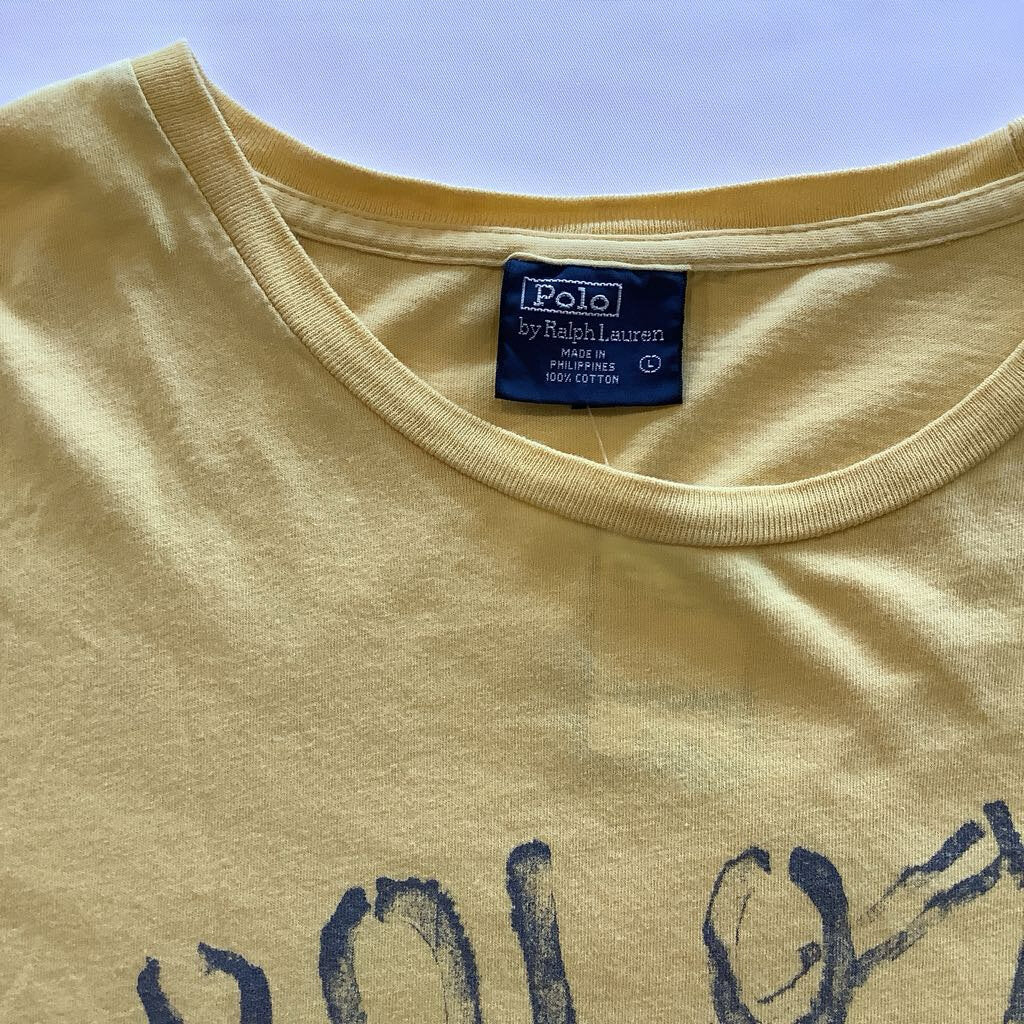 Polo
by Ralph Lauren
MADE IN
PHILIPPINES
100% COTTON
L